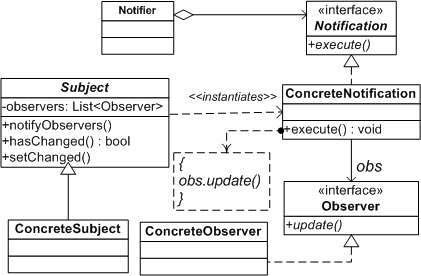 Notifier
«interface»
Notification
+execute()
Subject
-observers: List<Observer>
+notifyObservers()
+hasChanged() : bool
+setChanged()
<<instantiates>>
ConcreteNotification
+execute() : void
{
obs.update()
}
obs
«interface»
Observer
+update()
ConcreteSubject
ConcreteObserver